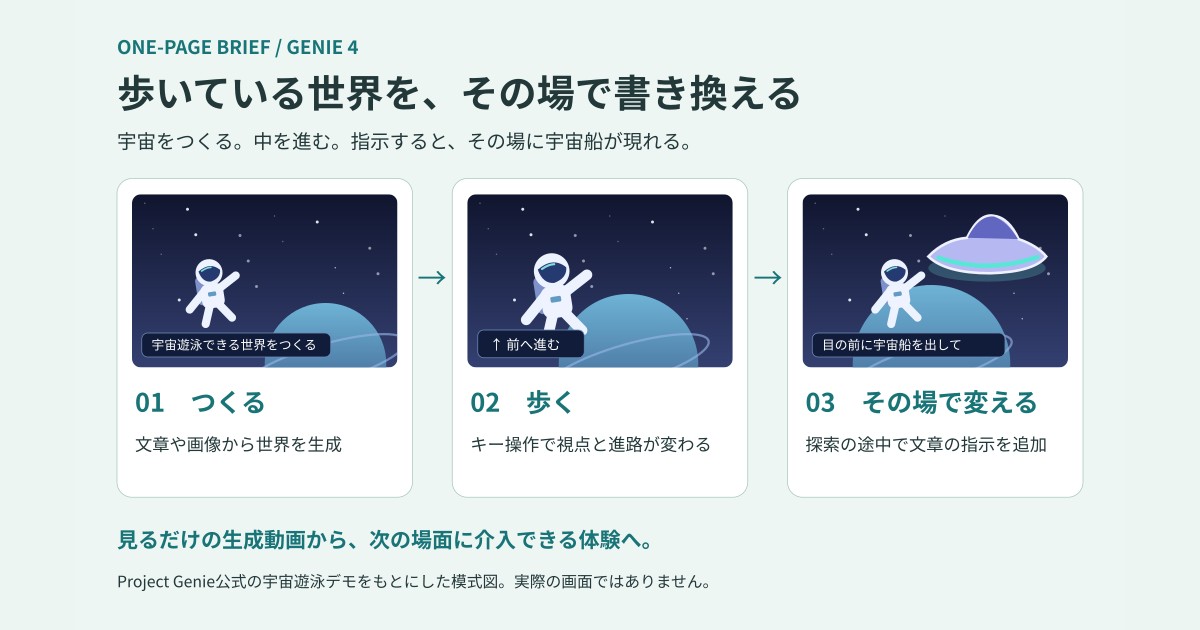 ONE-PAGE BRIEF / GENIE 4
歩いている世界を、その場で書き換える
宇宙をつくる。中を進む。指示すると、その場に宇宙船が現れる。
宇宙遊泳できる世界をつくる
01 つくる
文章や画像から世界を生成
→
↑ 前へ進む
02 歩く
キー操作で視点と進路が変わる
→
目の前に宇宙船を出して
03 その場で変える
探索の途中で文章の指示を追加
見るだけの生成動画から、次の場面に介入できる体験へ。
Project Genie公式の宇宙遊泳デモをもとにした模式図。実際の画面ではありません。